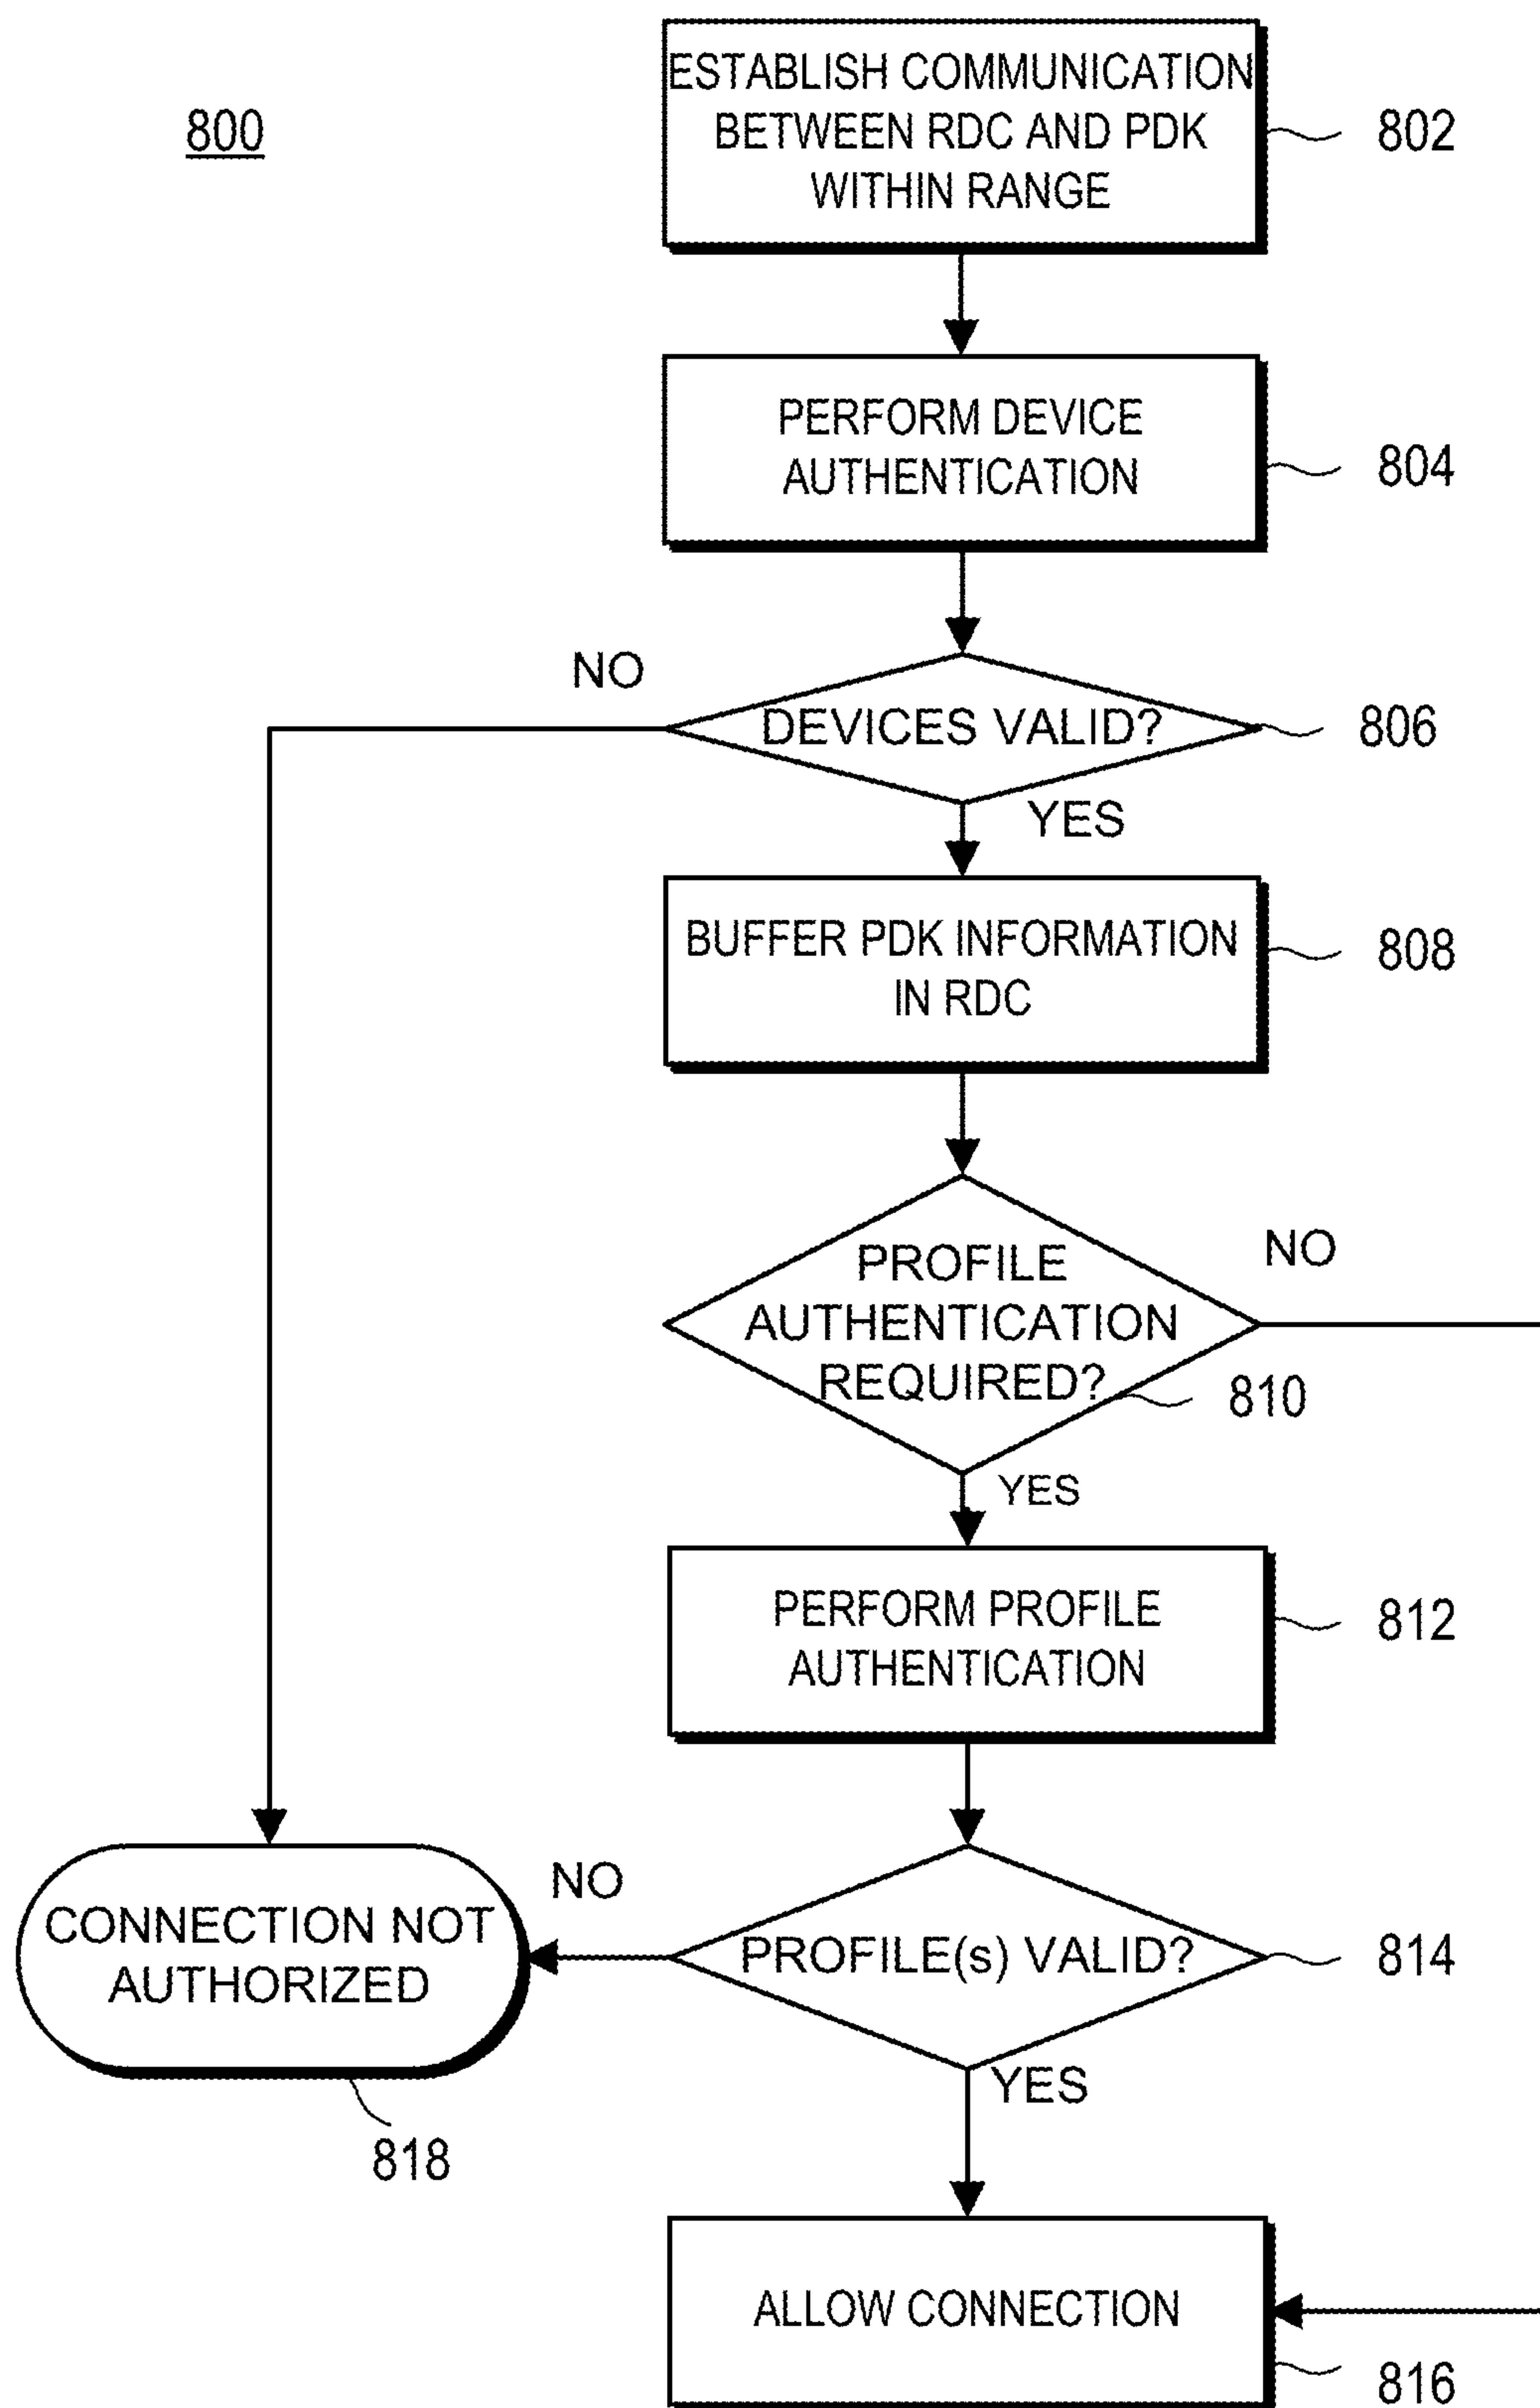 800
ESTABLISH COMMUNICATION
BETWEEN RDC AND PDK
WITHIN RANGE
802
PERFORM DEVICE
AUTHENTICATION
804
NO
DEVICES VALID?
806
YES
BUFFER PDK INFORMATION
IN RDC
808
PROFILE
AUTHENTICATION
REQUIRED?
NO
810
YES
PERFORM PROFILE
AUTHENTICATION
812
CONNECTION NOT
AUTHORIZED
NO
PROFILE(s) VALID?
814
YES
818
ALLOW CONNECTION
816